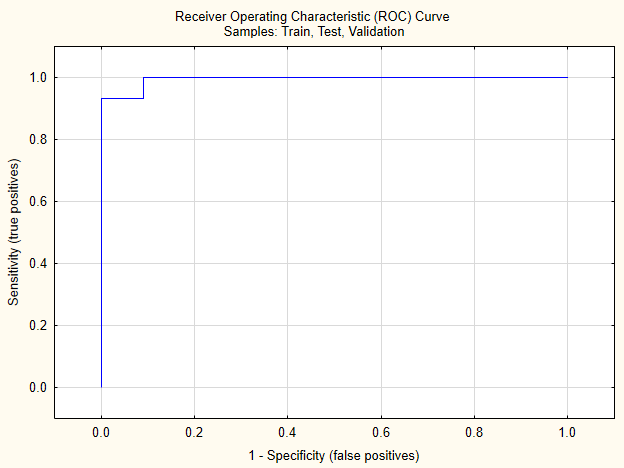 Receiver Operating Characteristic (ROC) Curve
Samples: Train, Test, Validation
1.0
0.8
0.6
0.4
0.2
0.0
Sensitivity (true positives)
0.0 0.2 0.4 0.6 0.8 1.0
1 - Specificity (false positives)